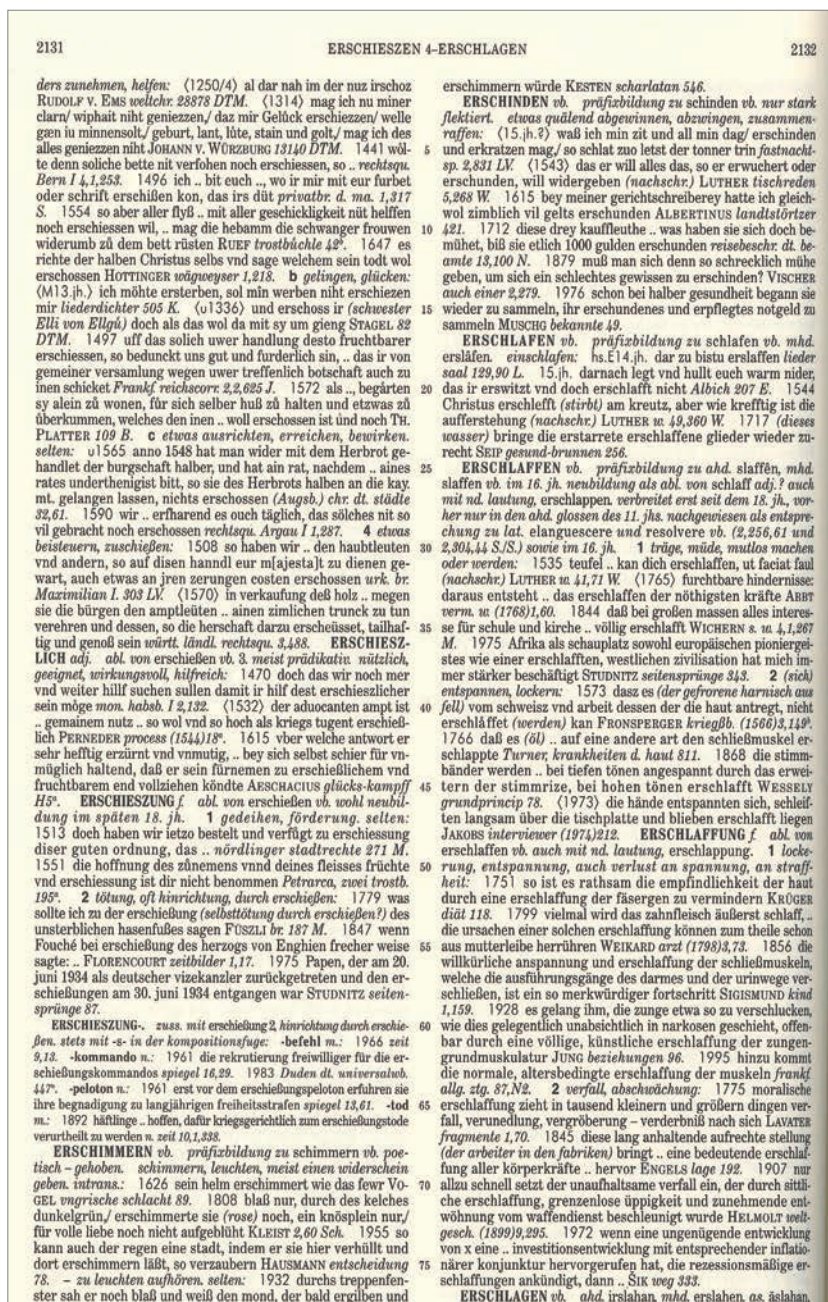 2131
ERSCHIESZEN 4–ERSCHLAGEN
2132
ders zunehmen, helfen: ⟨1250/4⟩ al dar nah im der nuz irschoz
RUDOLF V. EMS weltchr. 28878 DTM. ⟨1314⟩ mag ich nu miner
clarn/ wiphait niht geniezzen,/ daz mir Gelúck erschiezzen/ welle
gæn iu minnensolt,/ geburt, lant, lúte, stain und golt,/ mag ich des
alles geniezzen niht JOHANN V. WÜRZBURG 13140 DTM. 1441 wöl-
te denn soliche bette nit verfohen noch erschiessen, so .. rechtsqu.
Bern I 4,1,253. 1496 ich .. bit euch .., wo ir mir mit eur furbet
oder schrift erschißen kon, das irs düt privatbr. d. ma. 1,317
S. 1554 so aber aller flyß .. mit aller geschickligkeit nüt helffen
noch erschiessen wil, .. mag die hebamm die schwanger frouwen
widerumb zů dem bett rüsten RUEF trostbüchle 42ᵇ. 1647 es
richte der halben Christus selbs vnd sage welchem sein todt wol
erschossen HOTTINGER wägweyser 1,218. b gelingen, glücken:
⟨M13.jh.⟩ ich möhte ersterben, sol mîn werben niht erschiezen
mir liederdichter 505 K. ⟨u1336⟩ und erschoss ir (schwester
Elli von Ellgů) doch als das wol da mit sy um gieng STAGEL 82
DTM. 1497 uff das solich uwer handlung desto fruchtbarer
erschiessen, so bedunckt uns gut und furderlich sin, .. das ir von
gemeiner versamlung wegen uwer treffenlich botschaft auch zu
inen schicket Frankf. reichscorr. 2,2,625 J. 1572 als .., begärten
sy alein zů wonen, für sich selber huß zů halten und etzwas zů
überkummen, welches den inen .. woll erschossen ist únd noch TH.
PLATTER 109 B. c etwas ausrichten, erreichen, bewirken.
selten: u1565 anno 1548 hat man wider mit dem Herbrot ge-
handlet der burgschaft halber, und hat ain rat, nachdem .. aines
rates underthenigist bitt, so sie des Herbrots halben an die kay.
mt. gelangen lassen, nichts erschossen (Augsb.) chr. dt. städte
32,61. 1590 wir .. erfharend es ouch täglich, das sölches nit so
vil gebracht noch erschossen rechtsqu. Argau I 1,287. 4 etwas
beisteuern, zuschießen: 1508 so haben wir .. den haubtleuten
vnd andern, so auf disen hanndl eur m[ajesta]t zu dienen ge-
wart, auch etwan an jren zerungen costen erschossen urk. br.
Maximilian I. 303 LV. ⟨1570⟩ in verkaufung deß holz .. megen
sie die bürgen den amptleüten .. ainen zimlichen trunck zu tun
verehren und dessen, so die herschaft darzu erscheüsset, tailhaf-
tig und genoß sein württ. ländl. rechtsqu. 3,488. ERSCHIESZ-
LICH adj. abl. von erschießen vb. 3. meist prädikativ. nützlich,
geeignet, wirkungsvoll, hilfreich: 1470 doch das wir noch mer
vnd weiter hillf suchen sullen damit ir hilf dest erschieszlicher
sein möge mon. habsb. I 2,132. ⟨1532⟩ der aduocanten ampt ist
.. gemainem nutz .. so wol vnd so hoch als kriegs tugent erschieß-
lich PERNEDER process (1544)18ᵃ. 1615 vber welche antwort er
sehr hefftig erzürnt vnd vnmutig, .. bey sich selbst schier für vn-
müglich haltend, daß er sein fürnemen zu erschießlichem vnd
fruchtbarem end vollziehen köndte AESCHACIUS glücks-kampff
H5ᵃ. ERSCHIESZUNG f. abl. von erschießen vb. wohl neubil-
dung im späten 18. jh. 1 gedeihen, förderung. selten:
1513 doch haben wir ietzo bestelt und verfügt zu erschiessung
diser guten ordnung, das .. nördlinger stadtrechte 271 M.
1551 die hoffnung des zůnemens vnnd deines fleisses früchte
vnd erschiessung ist dir nicht benommen Petrarca, zwei trostb.
195ᵃ. 2 tötung, oft hinrichtung, durch erschießen: 1779 was
sollte ich zu der erschießung (selbsttötung durch erschießen?) des
unsterblichen hasenfußes sagen FÜSZLI br. 187 M. 1847 wenn
Fouché bei erschießung des herzogs von Enghien frecher weise
sagte: .. FLORENCOURT zeitbilder 1,17. 1975 Papen, der am 20.
juni 1934 als deutscher vizekanzler zurückgetreten und den er-
schießungen am 30. juni 1934 entgangen war STUDNITZ seiten-
sprünge 87.
ERSCHIESZUNG-. zuss. mit erschießung 2, hinrichtung durch erschie-
ßen. stets mit -s- in der kompositionsfuge: -befehl m.: 1966 zeit
9,13. -kommando n.: 1961 die rekrutierung freiwilliger für die er-
schießungskommandos spiegel 16,29. 1983 Duden dt. universalwb.
447ᵃ. -peloton n.: 1961 erst vor dem erschießungspeloton erfuhren sie
ihre begnadigung zu langjährigen freiheitsstrafen spiegel 13,61. -tod
m.: 1892 häftlinge .. hoffen, dafür kriegsgerichtlich zum erschießungstode
verurteilt zu werden n. zeit 10,1,338.
ERSCHIMMERN vb. präfixbildung zu schimmern vb. poe-
tisch – gehoben. schimmern, leuchten, meist einen widerschein
geben. intrans.: 1626 sein helm erschimmert wie das fewr VO-
GEL vngrische schlacht 89. 1808 blaß nur, durch des kelches
dunkelgrün,/ erschimmerte sie (rose) noch, ein knösplein nur,/
für volle liebe noch nicht aufgeblüht KLEIST 2,60 Sch. 1955 so
kann auch der regen eine stadt, indem er sie hier verhüllt und
dort erschimmern läßt, so verzaubern HAUSMANN entscheidung
78. – zu leuchten aufhören. selten: 1932 durchs treppenfen-
ster sah er noch blaß und weiß den mond, der bald ergilben und
erschimmern würde KESTEN scharlatan 546.
ERSCHINDEN vb. präfixbildung zu schinden vb. nur stark
flektiert. etwas quälend abgewinnen, abzwingen, zusammen-
raffen: ⟨15.jh.?⟩ waß ich min zit und all min dag/ erschinden
5 und erkratzen mag,/ so schlat zuo letst der tonner trin fastnacht-
sp. 2,831 LV. ⟨1543⟩ das er will alles das, so er erwuchert oder
erschunden, will widergeben (nachschr.) LUTHER tischreden
5,268 W. 1615 bey meiner gerichtschreiberey hatte ich gleich-
wol zimblich vil gelts erschunden ALBERTINUS landtstörtzer
10 421. 1712 diese drey kauffleuthe .. was haben sie sich doch be-
mühet, biß sie etlich 1000 gulden erschunden reisebeschr. dt. be-
amte 13,100 N. 1879 muß man sich denn so schrecklich mühe
geben, um sich ein schlechtes gewissen zu erschinden? VISCHER
auch einer 2,279. 1976 schon bei halber gesundheit begann sie
15 wieder zu sammeln, ihr erschundenes und erpflegtes notgeld zu
sammeln MUSCHG bekannte 49.
ERSCHLAFEN vb. präfixbildung zu schlafen vb. mhd.
erslâfen. einschlafen: hs.E14.jh. dar zu bistu erslaffen lieder
saal 129,90 L. 15.jh. darnach legt vnd hullt euch warm nider,
20 das ir erswitzt vnd doch erschlafft nicht Albich 207 E. 1544
Christus erschlefft (stirbt) am kreutz, aber wie krefftig ist die
aufferstehung (nachschr.) LUTHER w. 49,360 W. 1717 (dieses
wasser) bringe die erstarrete erschlaffene glieder wieder zu-
recht SEIP gesund-brunnen 256.
25 ERSCHLAFFEN vb. präfixbildung zu ahd. slaffēn, mhd.
slaffen vb. im 16. jh. neubildung als abl. von schlaff adj.? auch
mit nd. lautung, erschlappen. verbreitet erst seit dem 18. jh., vor-
her nur in den ahd. glossen des 11. jhs. nachgewiesen als entspre-
chung zu lat. elanguescere und resolvere vb. (2,256,61 und
30 2,304,44 S./S.) sowie im 16. jh. 1 träge, müde, mutlos machen
oder werden: 1535 teufel .. kan dich erschlaffen, ut faciat faul
(nachschr.) LUTHER w. 41,71 W. ⟨1765⟩ furchtbare hindernisse:
daraus entsteht .. das erschlaffen der nöthigsten kräfte ABBT
verm. w. (1768)1,60. 1844 daß bei großen massen alles interes-
35 se für schule und kirche .. völlig erschlafft WICHERN s. w. 4,1,267
M. 1975 Afrika als schauplatz sowohl europäischen pioniergei-
stes wie einer erschlafften, westlichen zivilisation hat mich im-
mer stärker beschäftigt STUDNITZ seitensprünge 343. 2 (sich)
entspannen, lockern: 1573 dasz es (der gefrorene harnisch aus
40 fell) vom schweisz vnd arbeit dessen der die haut antregt, nicht
erschlåffet (werden) kan FRONSPERGER kriegßb. (1566)3,149ᵇ.
1766 daß es (öl) .. auf eine andere art den schließmuskel er-
schlappte Turner, krankheiten d. haut 811. 1868 die stimm-
bänder werden .. bei tiefen tönen angespannt durch das erwei-
45 tern der stimmrize, bei hohen tönen erschlafft WESSELY
grundprincip 78. ⟨1973⟩ die hände entspannten sich, schleif-
ten langsam über die tischplatte und blieben erschlafft liegen
JAKOBS interviewer (1974)212. ERSCHLAFFUNG f. abl. von
erschlaffen vb. auch mit nd. lautung, erschlappung. 1 locke-
50 rung, entspannung, auch verlust an spannung, an straff-
heit: 1751 so ist es rathsam die empfindlichkeit der haut
durch eine erschlaffung der fäsergen zu vermindern KRÜGER
diät 118. 1799 vielmal wird das zahnfleisch äußerst schlaff, ..
die ursachen einer solchen erschlaffung können zum theile schon
55 aus mutterleibe herrühren WEIKARD arzt (1798)3,73. 1856 die
willkürliche anspannung und erschlaffung der schließmuskeln,
welche die ausführungsgänge des darmes und der urinwege ver-
schließen, ist ein so merkwürdiger fortschritt SIGISMUND kind
1,159. 1928 es gelang ihm, die zunge etwa so zu verschlucken,
60 wie dies gelegentlich unabsichtlich in narkosen geschieht, offen-
bar durch eine völlige, künstliche erschlaffung der zungen-
grundmuskulatur JUNG beziehungen 96. 1995 hinzu kommt
die normale, altersbedingte erschlaffung der muskeln frankf.
allg. ztg. 87,N2. 2 verfall, abschwächung: 1775 moralische
65 erschlaffung zieht in tausend kleinern und größern dingen ver-
fall, verunedlung, vergröberung – verderbniß nach sich LAVATER
fragmente 1,70. 1845 diese lang anhaltende aufrechte stellung
(der arbeiter in den fabriken) bringt .. eine bedeutende erschlaf-
fung aller körperkräfte .. hervor ENGELS lage 192. 1907 nur
70 allzu schnell setzt der unaufhaltsame verfall ein, der durch sittli-
che erschlaffung, grenzenlose üppigkeit und zunehmende ent-
wöhnung vom waffendienst beschleunigt wurde HELMOLT welt-
gesch. (1899)9,295. 1972 wenn eine ungenügende entwicklung
von x eine .. investitionsentwicklung mit entsprechender inflatio-
75 närer konjunktur hervorgerufen hat, die rezessionsmäßige er-
schlaffungen ankündigt, dann .. ŠIK weg 333.
ERSCHLAGEN vb. ahd. irslahan, mhd. erslahen, as. āslahan,